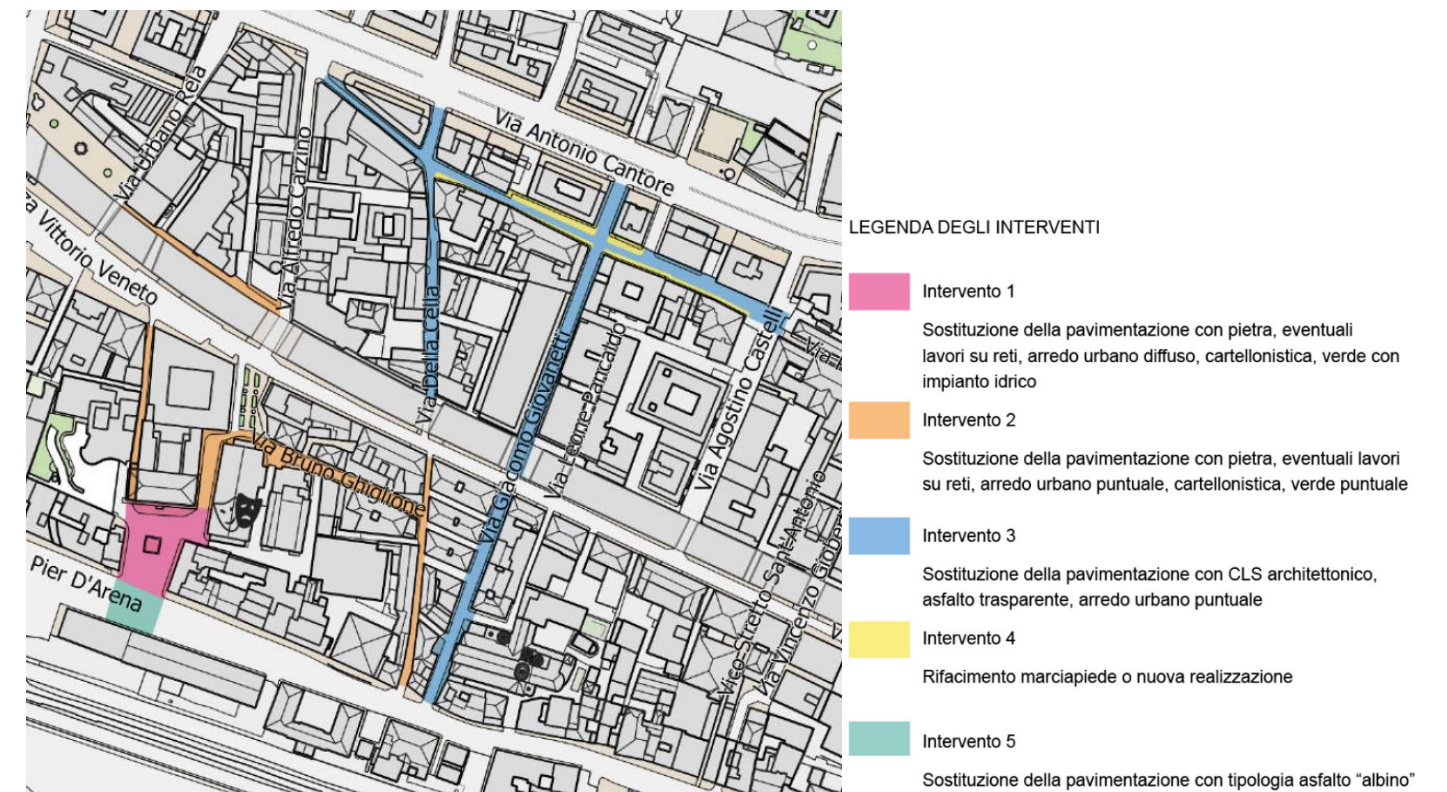 Via Urbano Rela
Via Alfredo Carzino
Via Antonio Cantore
Vittorio Veneto
Via Della Cella
Via Giacomo Giovanetti
Via Leone Pancaldo
Via Agostino Castelli
Via Bruno Ghiglione
Vico Stretto Sant'Antonio
Via Vincenzo
Pier D'Arena
LEGENDA DEGLI INTERVENTI
Intervento 1
Sostituzione della pavimentazione con pietra, eventuali
lavori su reti, arredo urbano diffuso, cartellonistica, verde con
impianto idrico
Intervento 2
Sostituzione della pavimentazione con pietra, eventuali lavori
su reti, arredo urbano puntuale, cartellonistica, verde puntuale
Intervento 3
Sostituzione della pavimentazione con CLS architettonico,
asfalto trasparente, arredo urbano puntuale
Intervento 4
Rifacimento marciapiede o nuova realizzazione
Intervento 5
Sostituzione della pavimentazione con tipologia asfalto “albino”